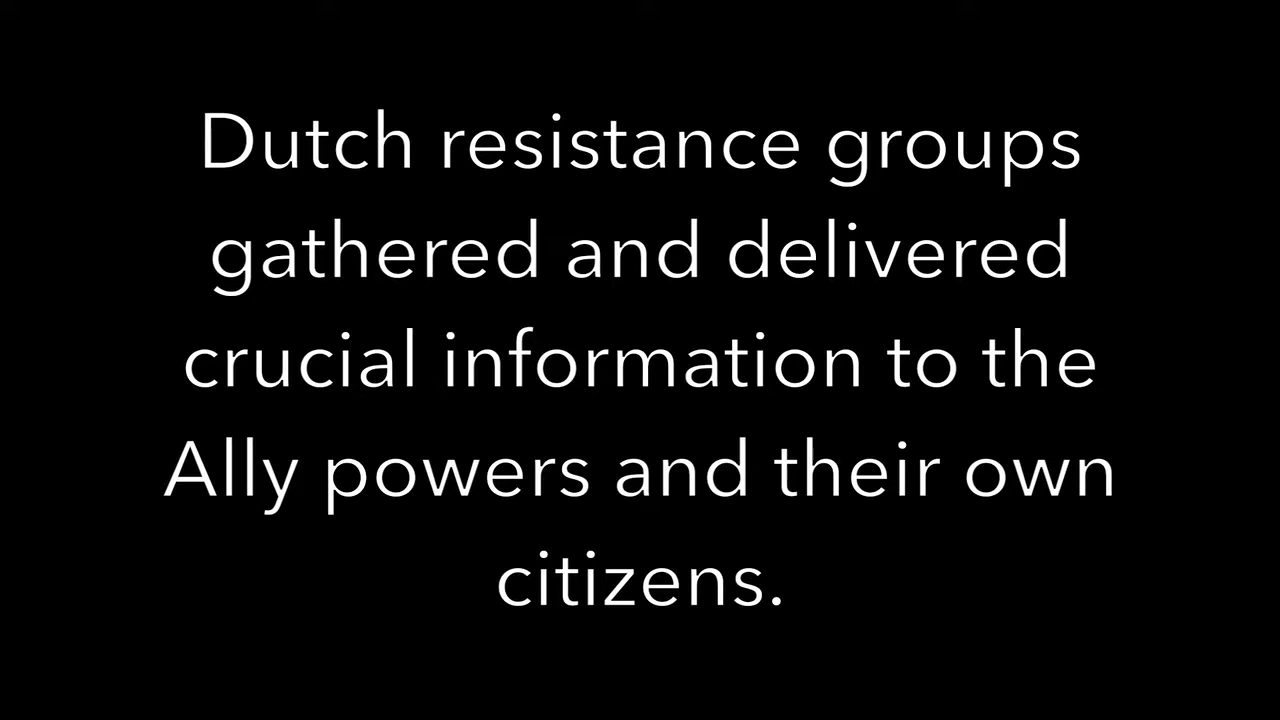 Dutch resistance groups
gathered and delivered
crucial information to the
Ally powers and their own
citizens.